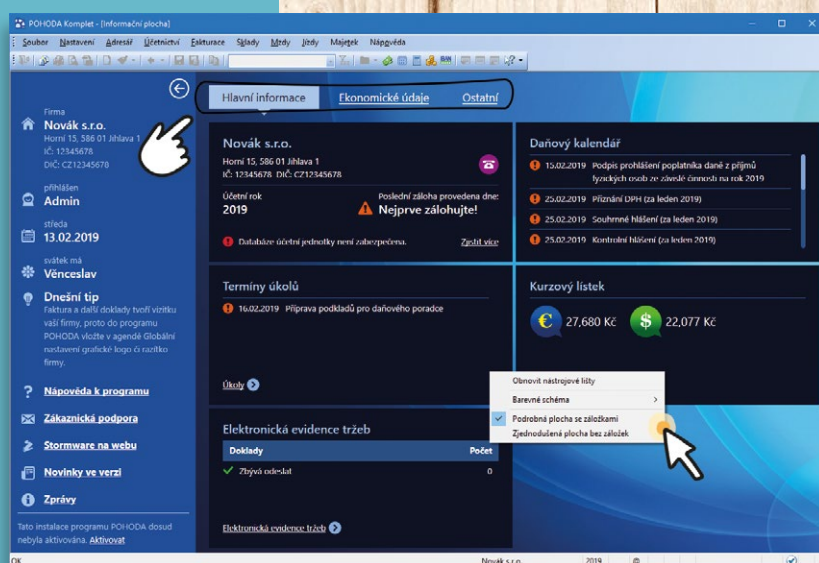 POHODA Komplet - [Informační plocha]
Soubor Nastavení Adresář Účetnictví Fakturace Sklady Mzdy Jízdy Majetek Nápověda
Firma
Novák s.r.o.
Horní 15, 586 01 Jihlava 1
IČ: 12345678
DIČ: CZ12345678
přihlášen
Admin
středa
13.02.2019
svátek má
Věnceslav
Dnešní tip
Faktura a další doklady tvoří vizitku
vaší firmy, proto do programu
POHODA vložte v agendě Globální
nastavení grafické logo či razítko
firmy.
Nápověda k programu
Zákaznická podpora
Stormware na webu
Novinky ve verzi
Zprávy
Tato instalace programu POHODA dosud
nebyla aktivována. Aktivovat
Hlavní informace Ekonomické údaje Ostatní
Novák s.r.o.
Horní 15, 586 01 Jihlava 1
IČ: 12345678 DIČ: CZ12345678
Účetní rok
2019
Poslední záloha provedena dne:
Nejprve zálohujte!
Databáze účetní jednotky není zabezpečena. Zjistit více
Daňový kalendář
15.02.2019 Podpis prohlášení poplatníka daně z příjmů
fyzických osob ze závislé činnosti na rok 2019
25.02.2019 Přiznání DPH (za leden 2019)
25.02.2019 Souhrnné hlášení (za leden 2019)
25.02.2019 Kontrolní hlášení (za leden 2019)
Termíny úkolů
16.02.2019 Příprava podkladů pro daňového poradce
Úkoly
Kurzový lístek
€ 27,680 Kč $ 22,077 Kč
Obnovit nástrojové lišty
Barevné schéma
Podrobná plocha se záložkami
Zjednodušená plocha bez záložek
Elektronická evidence tržeb
Doklady Počet
Zbývá odeslat 0
Elektronická evidence tržeb
OK Novák s.r.o. 2019 @